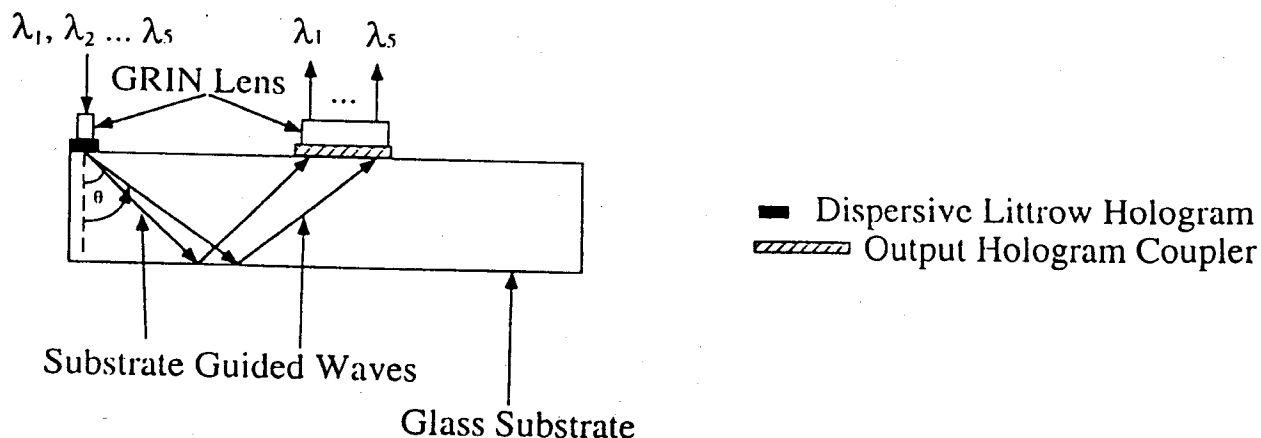 λ1, λ2 ... λ5
λ1 λ5
GRIN Lens
...
θ
Dispersive Littrow Hologram
Output Hologram Coupler
Substrate Guided Waves
Glass Substrate